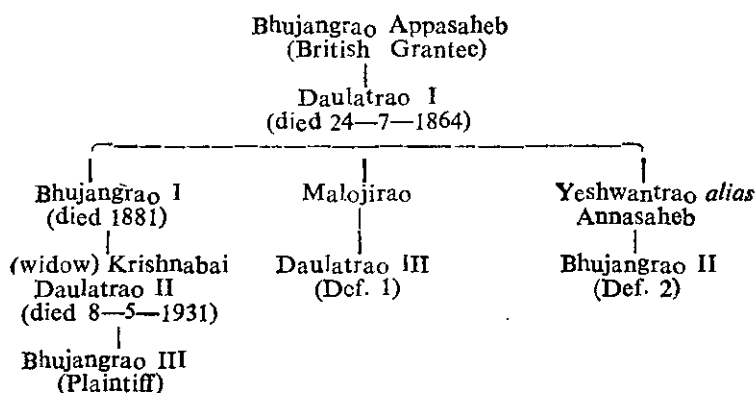 Bhujangrao Appasaheb
(British Grantee)
Daulatrao I
(died 24—7—1864)
Bhujangrao I Malojirao Yeshwantrao alias
(died 1881) Annasaheb
(widow) Krishnabai Daulatrao III Bhujangrao II
Daulatrao II (Def. 1) (Def. 2)
(died 8—5—1931)
Bhujangrao III
(Plaintiff)